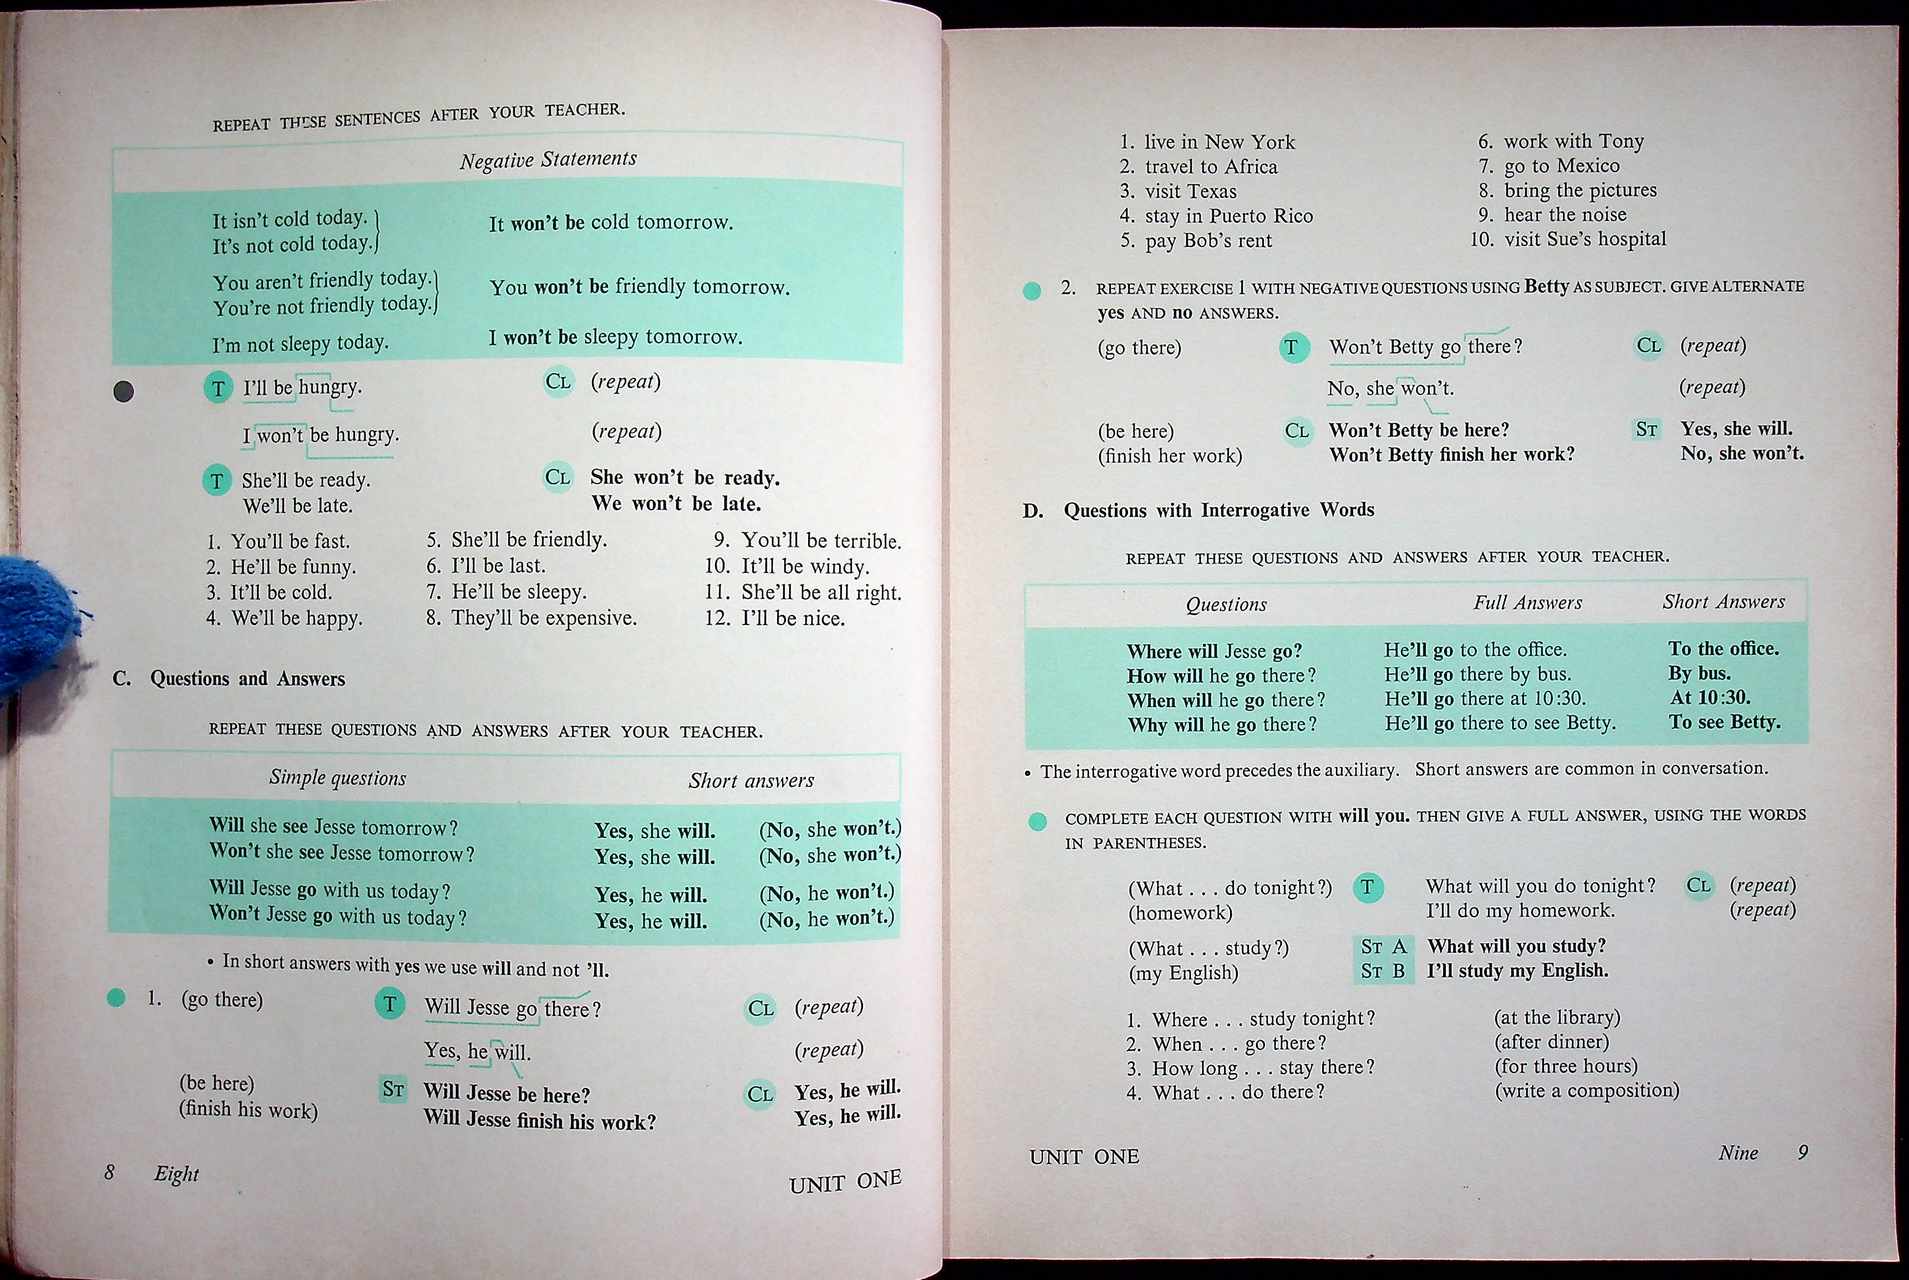 REPEAT THESE SENTENCES AFTER YOUR TEACHER.
Negative Statements
It isn't cold today.
It's not cold today.
It won't be cold tomorrow.
You aren't friendly today.
You're not friendly today.
You won't be friendly tomorrow.
I'm not sleepy today. I won't be sleepy tomorrow.
T I'll be hungry. CL (repeat)
I won't be hungry. (repeat)
T She'll be ready. CL She won't be ready.
We'll be late. We won't be late.
1. You'll be fast. 5. She'll be friendly. 9. You'll be terrible.
2. He'll be funny. 6. I'll be last. 10. It'll be windy.
3. It'll be cold. 7. He'll be sleepy. 11. She'll be all right.
4. We'll be happy. 8. They'll be expensive. 12. I'll be nice.
C. Questions and Answers
REPEAT THESE QUESTIONS AND ANSWERS AFTER YOUR TEACHER.
Simple questions Short answers
Will she see Jesse tomorrow? Yes, she will. (No, she won't.)
Won't she see Jesse tomorrow? Yes, she will. (No, she won't.)
Will Jesse go with us today? Yes, he will. (No, he won't.)
Won't Jesse go with us today? Yes, he will. (No, he won't.)
• In short answers with yes we use will and not 'll.
1. (go there) T Will Jesse go there? CL (repeat)
Yes, he will. (repeat)
(be here) ST Will Jesse be here? CL Yes, he will.
(finish his work) Will Jesse finish his work? Yes, he will.
8 Eight UNIT ONE
1. live in New York 6. work with Tony
2. travel to Africa 7. go to Mexico
3. visit Texas 8. bring the pictures
4. stay in Puerto Rico 9. hear the noise
5. pay Bob's rent 10. visit Sue's hospital
2. REPEAT EXERCISE 1 WITH NEGATIVE QUESTIONS USING Betty AS SUBJECT. GIVE ALTERNATE
yes AND no ANSWERS.
(go there) T Won't Betty go there? CL (repeat)
No, she won't. (repeat)
(be here) CL Won't Betty be here? ST Yes, she will.
(finish her work) Won't Betty finish her work? No, she won't.
D. Questions with Interrogative Words
REPEAT THESE QUESTIONS AND ANSWERS AFTER YOUR TEACHER.
Questions Full Answers Short Answers
Where will Jesse go? He'll go to the office. To the office.
How will he go there? He'll go there by bus. By bus.
When will he go there? He'll go there at 10:30. At 10:30.
Why will he go there? He'll go there to see Betty. To see Betty.
• The interrogative word precedes the auxiliary. Short answers are common in conversation.
COMPLETE EACH QUESTION WITH will you. THEN GIVE A FULL ANSWER, USING THE WORDS
IN PARENTHESES.
(What . . . do tonight?) T What will you do tonight? CL (repeat)
(homework) I'll do my homework. (repeat)
(What . . . study?) ST A What will you study?
(my English) ST B I'll study my English.
1. Where . . . study tonight? (at the library)
2. When . . . go there? (after dinner)
3. How long . . . stay there? (for three hours)
4. What . . . do there? (write a composition)
UNIT ONE Nine 9